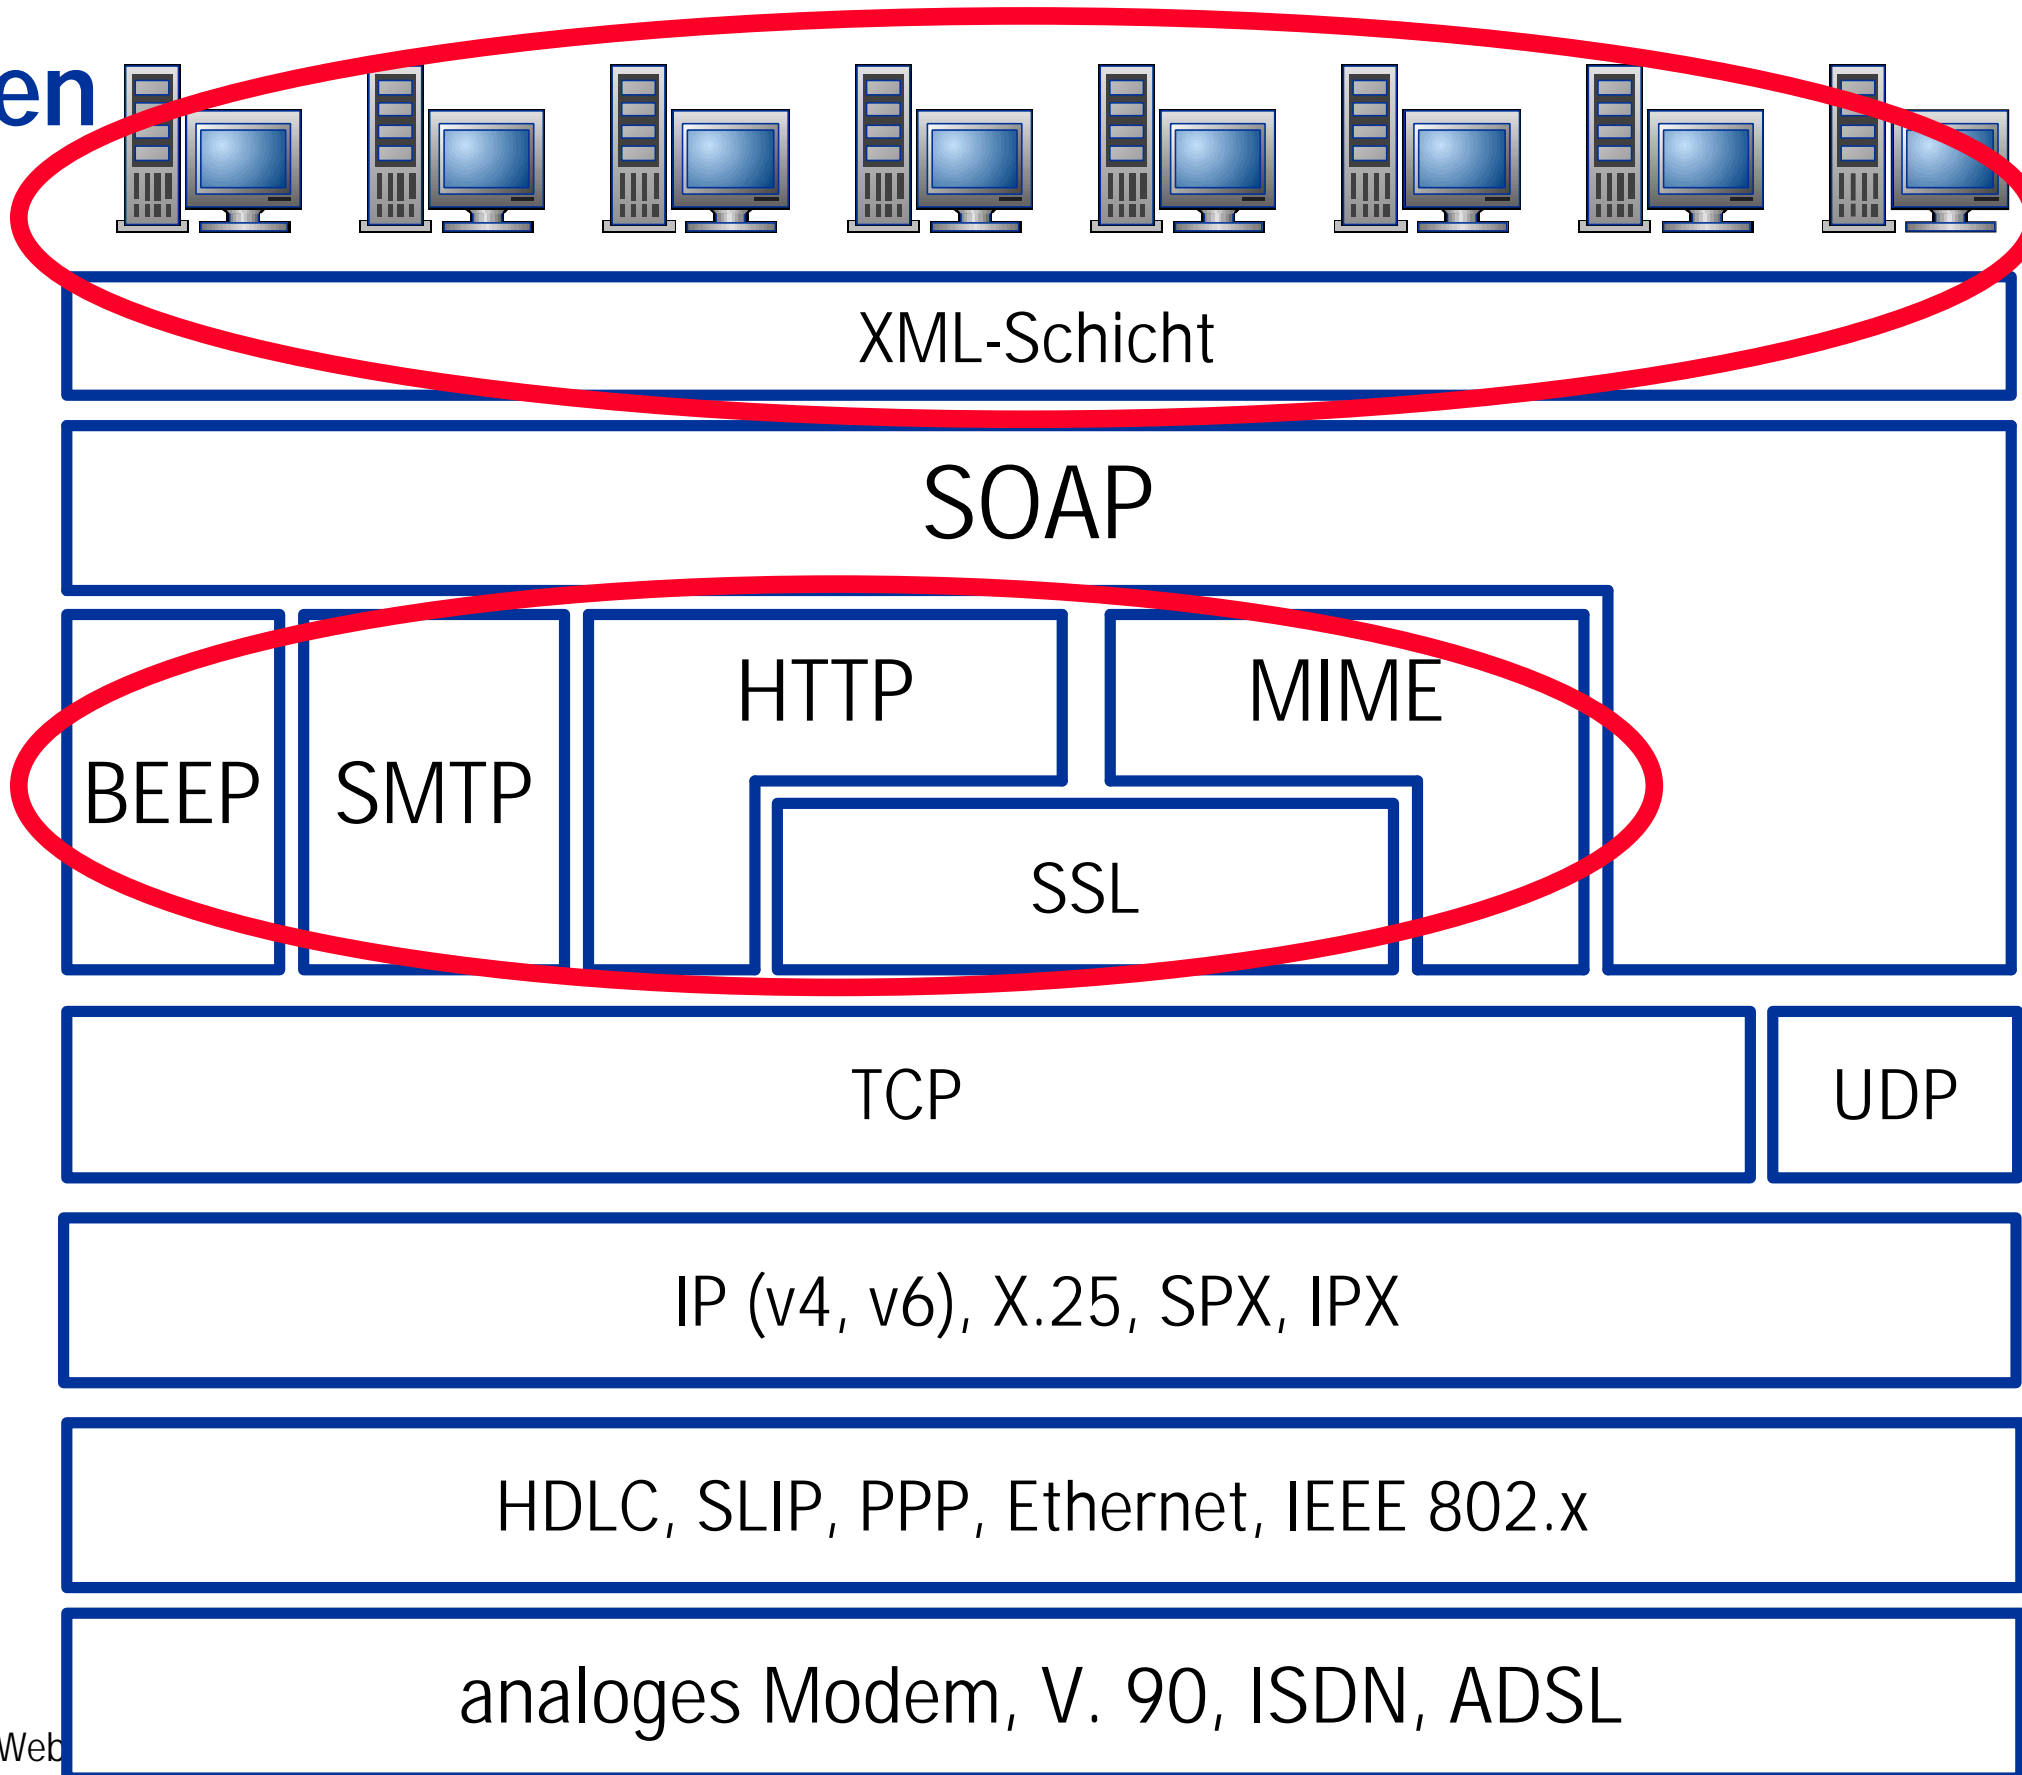 en
XML-Schicht
SOAP
HTTP MIME
BEEP SMTP
SSL
TCP UDP
IP (v4, v6), X.25, SPX, IPX
HDLC, SLIP, PPP, Ethernet, IEEE 802.x
analoges Modem, V. 90, ISDN, ADSL
Web